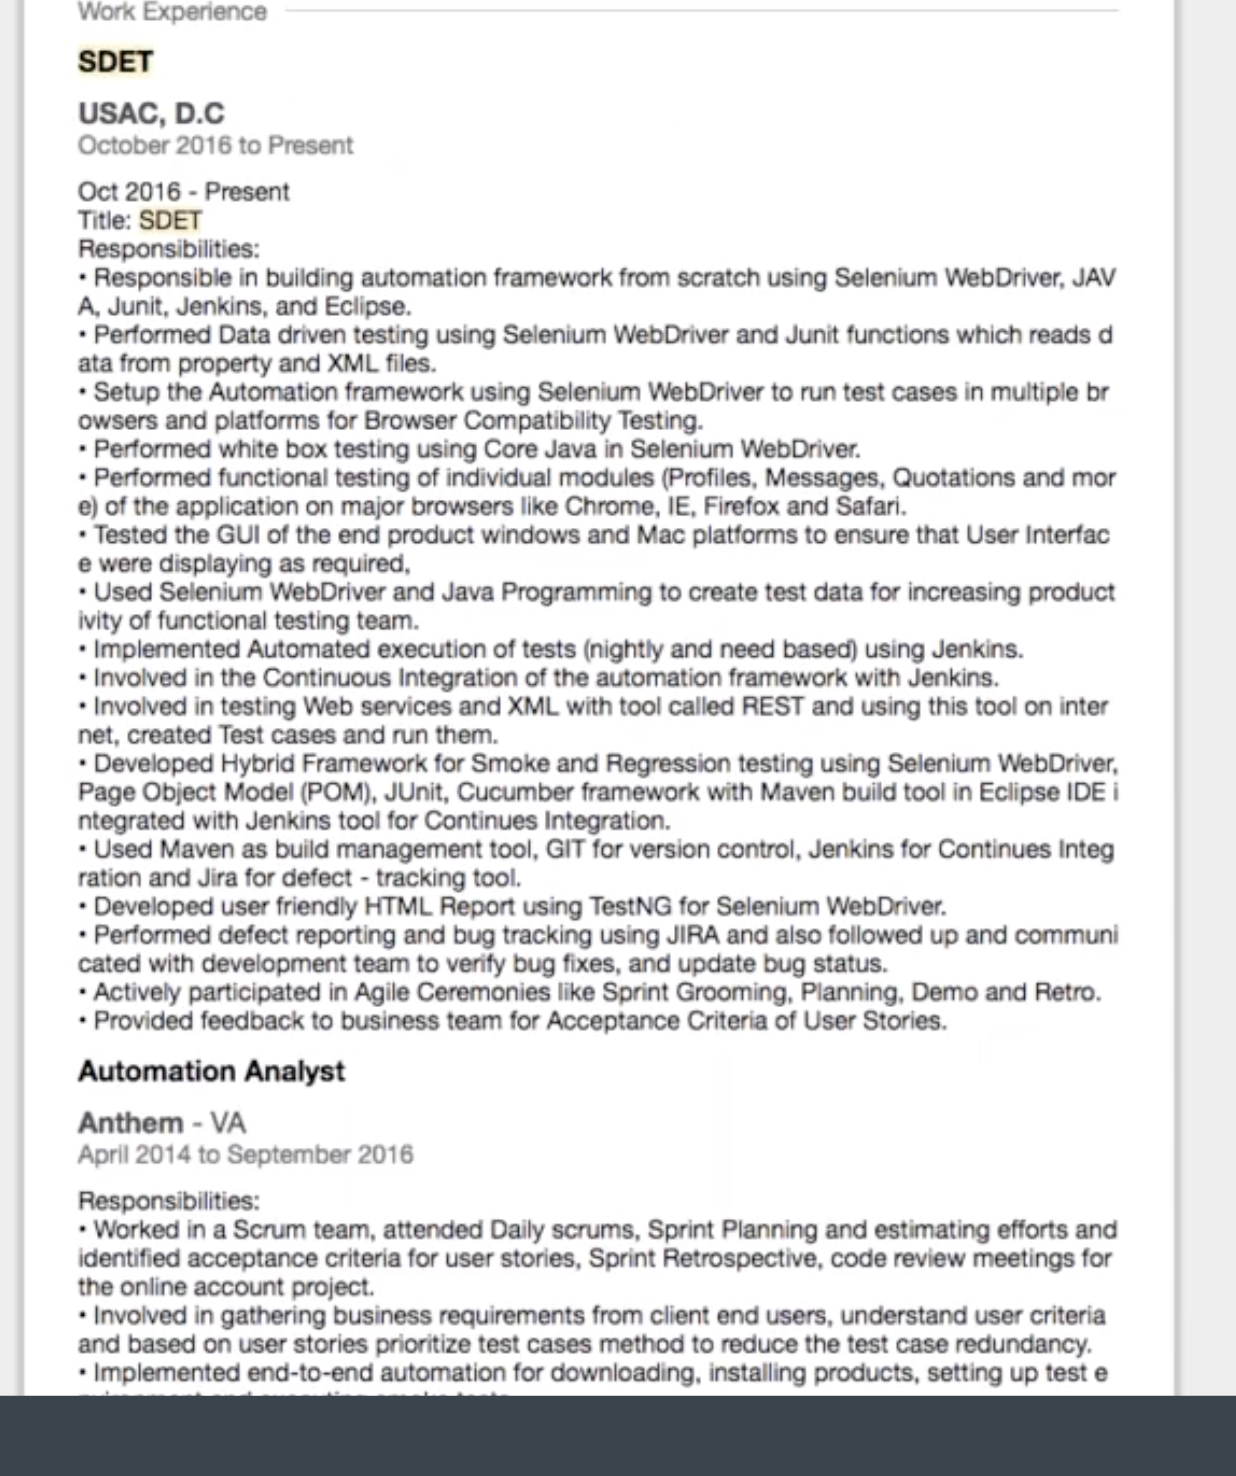 Work Experience
SDET
USAC, D.C
October 2016 to Present
Oct 2016 - Present
Title: SDET
Responsibilities:
• Responsible in building automation framework from scratch using Selenium WebDriver, JAV
A, Junit, Jenkins, and Eclipse.
• Performed Data driven testing using Selenium WebDriver and Junit functions which reads d
ata from property and XML files.
• Setup the Automation framework using Selenium WebDriver to run test cases in multiple br
owsers and platforms for Browser Compatibility Testing.
• Performed white box testing using Core Java in Selenium WebDriver.
• Performed functional testing of individual modules (Profiles, Messages, Quotations and mor
e) of the application on major browsers like Chrome, IE, Firefox and Safari.
• Tested the GUI of the end product windows and Mac platforms to ensure that User Interfac
e were displaying as required,
• Used Selenium WebDriver and Java Programming to create test data for increasing product
ivity of functional testing team.
• Implemented Automated execution of tests (nightly and need based) using Jenkins.
• Involved in the Continuous Integration of the automation framework with Jenkins.
• Involved in testing Web services and XML with tool called REST and using this tool on inter
net, created Test cases and run them.
• Developed Hybrid Framework for Smoke and Regression testing using Selenium WebDriver,
Page Object Model (POM), JUnit, Cucumber framework with Maven build tool in Eclipse IDE i
ntegrated with Jenkins tool for Continues Integration.
• Used Maven as build management tool, GIT for version control, Jenkins for Continues Integ
ration and Jira for defect - tracking tool.
• Developed user friendly HTML Report using TestNG for Selenium WebDriver.
• Performed defect reporting and bug tracking using JIRA and also followed up and communi
cated with development team to verify bug fixes, and update bug status.
• Actively participated in Agile Ceremonies like Sprint Grooming, Planning, Demo and Retro.
• Provided feedback to business team for Acceptance Criteria of User Stories.
Automation Analyst
Anthem - VA
April 2014 to September 2016
Responsibilities:
• Worked in a Scrum team, attended Daily scrums, Sprint Planning and estimating efforts and
identified acceptance criteria for user stories, Sprint Retrospective, code review meetings for
the online account project.
• Involved in gathering business requirements from client end users, understand user criteria
and based on user stories prioritize test cases method to reduce the test case redundancy.
• Implemented end-to-end automation for downloading, installing products, setting up test e